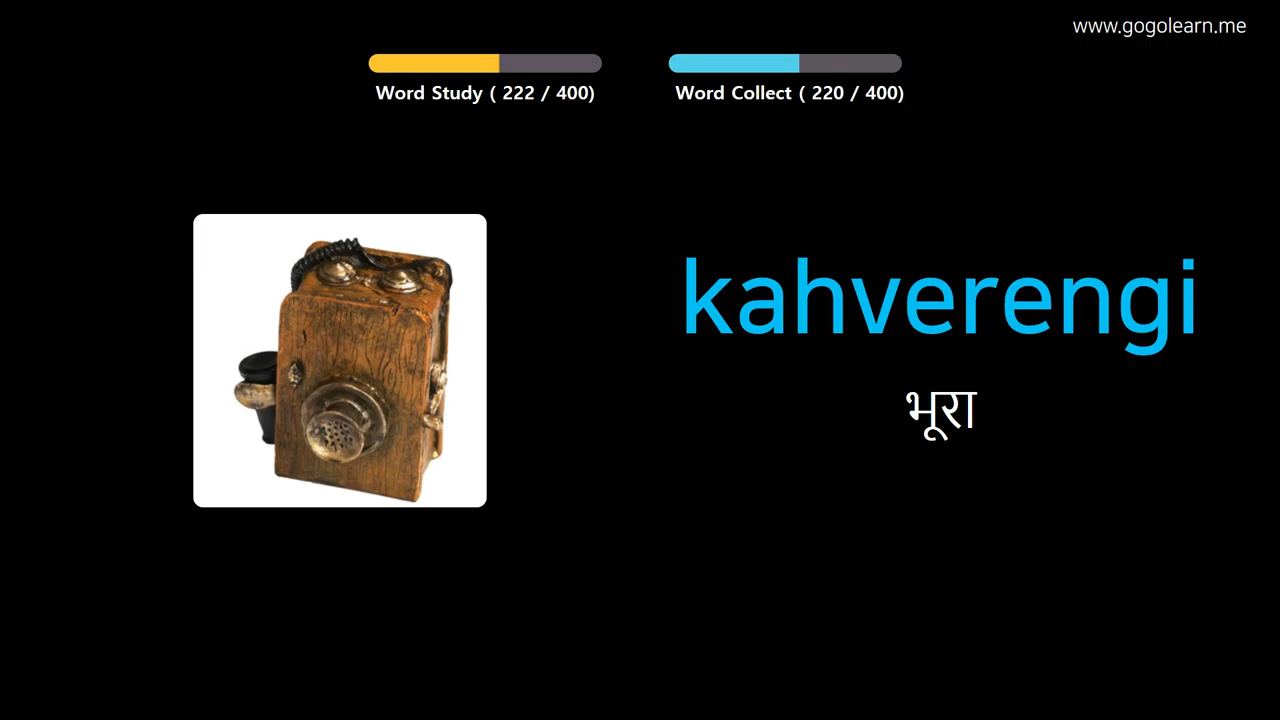 www.gogolearn.me
Word Study ( 222 / 400)
Word Collect ( 220 / 400)
kahverengi
भूरा